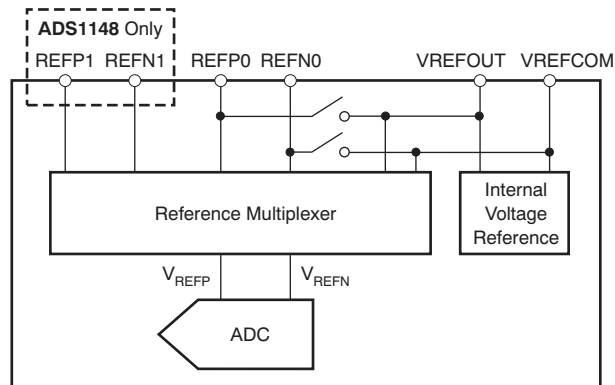 ADS1148 Only
REFP1 REFN1 REFP0 REFN0 VREFOUT VREFCOM
Reference Multiplexer
Internal
Voltage
Reference
VREFP VREFN
ADC